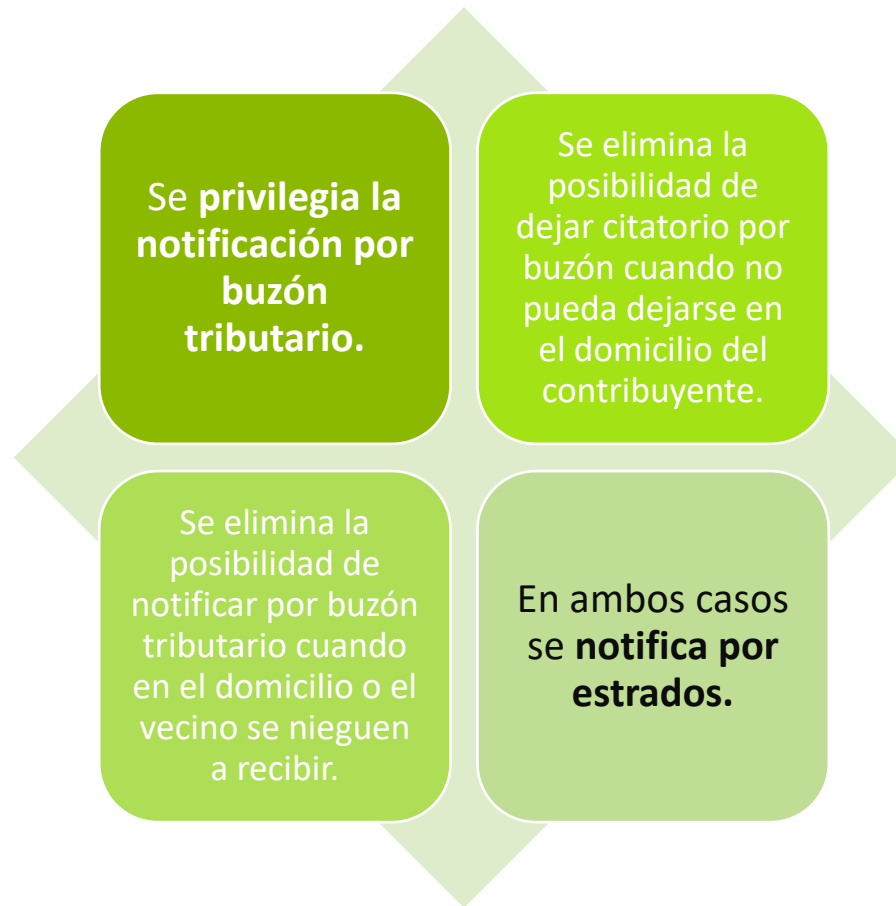 Se privilegia la
notificación por
buzón
tributario.
Se elimina la
posibilidad de
dejar citatorio por
buzón cuando no
pueda dejarse en
el domicilio del
contribuyente.
Se elimina la
posibilidad de
notificar por buzón
tributario cuando
en el domicilio o el
vecino se nieguen
a recibir.
En ambos casos
se notifica por
estrados.